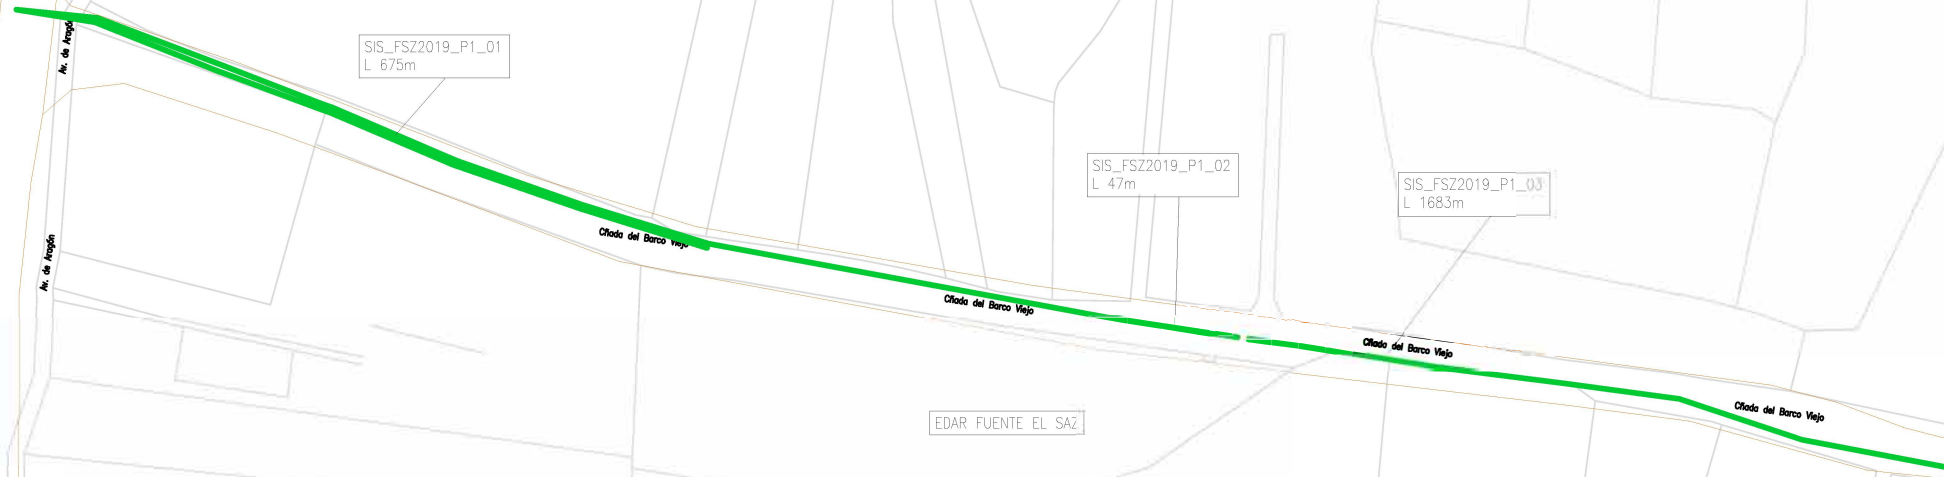 Av. de Aragón
SIS_FSZ2019_P1_01
L 675m
SIS_FSZ2019_P1_02
L 47m
SIS_FSZ2019_P1_03
L 1683m
Av. de Aragón
Cñada del Barco Viejo
Cñada del Barco Viejo
Cñada del Barco Viejo
Cñada del Barco Viejo
EDAR FUENTE EL SAZ